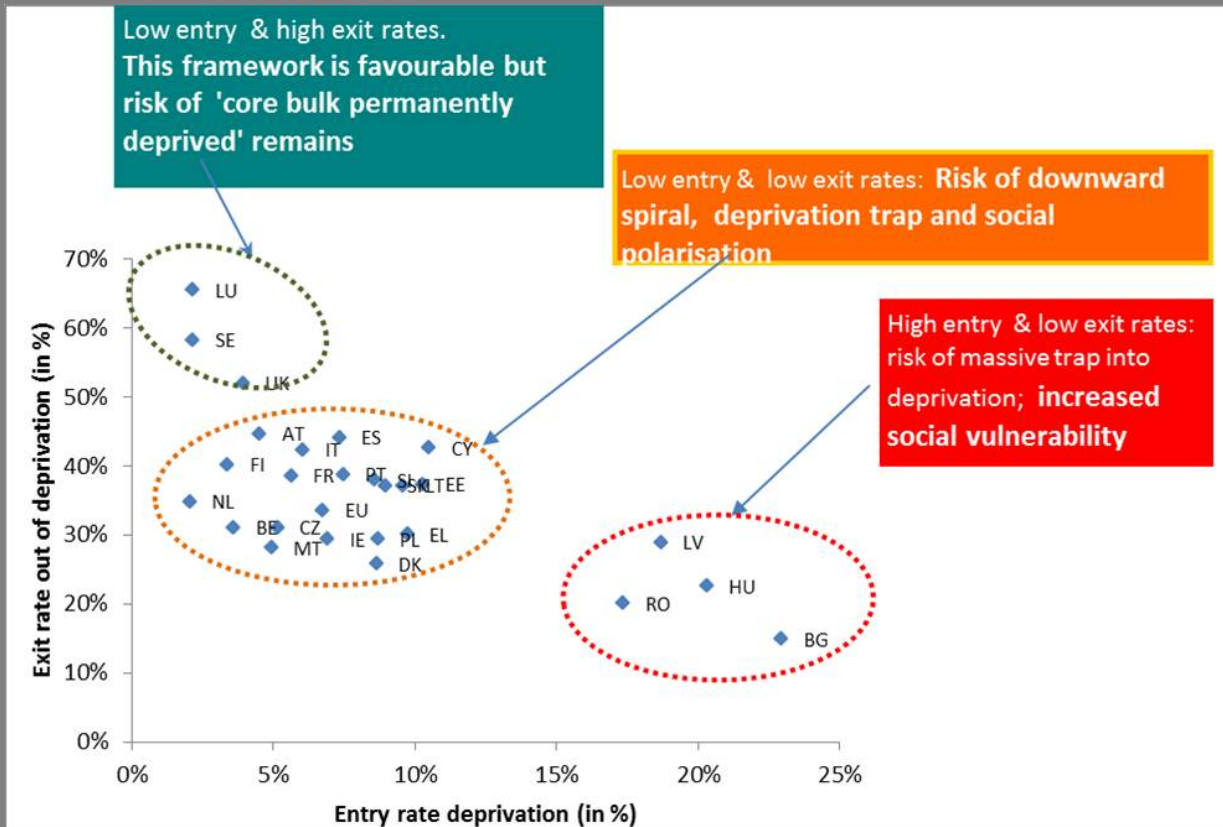 Low entry & high exit rates.
This framework is favourable but
risk of 'core bulk permanently
deprived' remains
Low entry & low exit rates: Risk of downward
spiral, deprivation trap and social
polarisation
High entry & low exit rates:
risk of massive trap into
deprivation; increased
social vulnerability
Exit rate out of deprivation (in %)
70%
60%
50%
40%
30%
20%
10%
0%
LU
SE
UK
AT
ES
IT
CY
FI
FR
PT
SI
SK
LT
EE
NL
EU
BE
CZ
MT
IE
PL
EL
DK
LV
HU
RO
BG
0%
5%
10%
15%
20%
25%
Entry rate deprivation (in %)